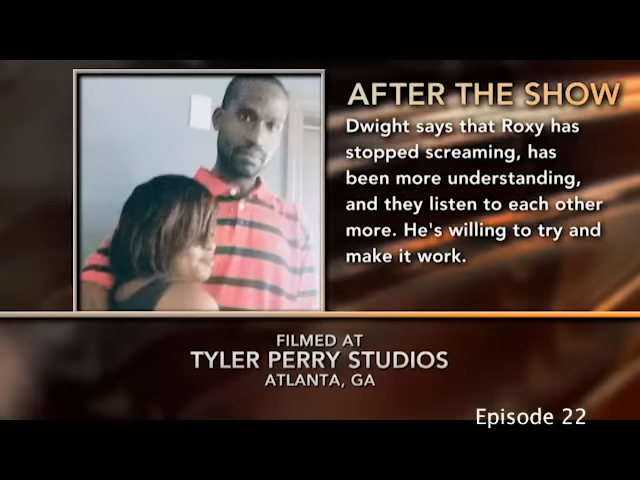 AFTER THE SHOW
Dwight says that Roxy has
stopped screaming, has
been more understanding,
and they listen to each other
more. He's willing to try and
make it work.
FILMED AT
TYLER PERRY STUDIOS
ATLANTA, GA
Episode 22